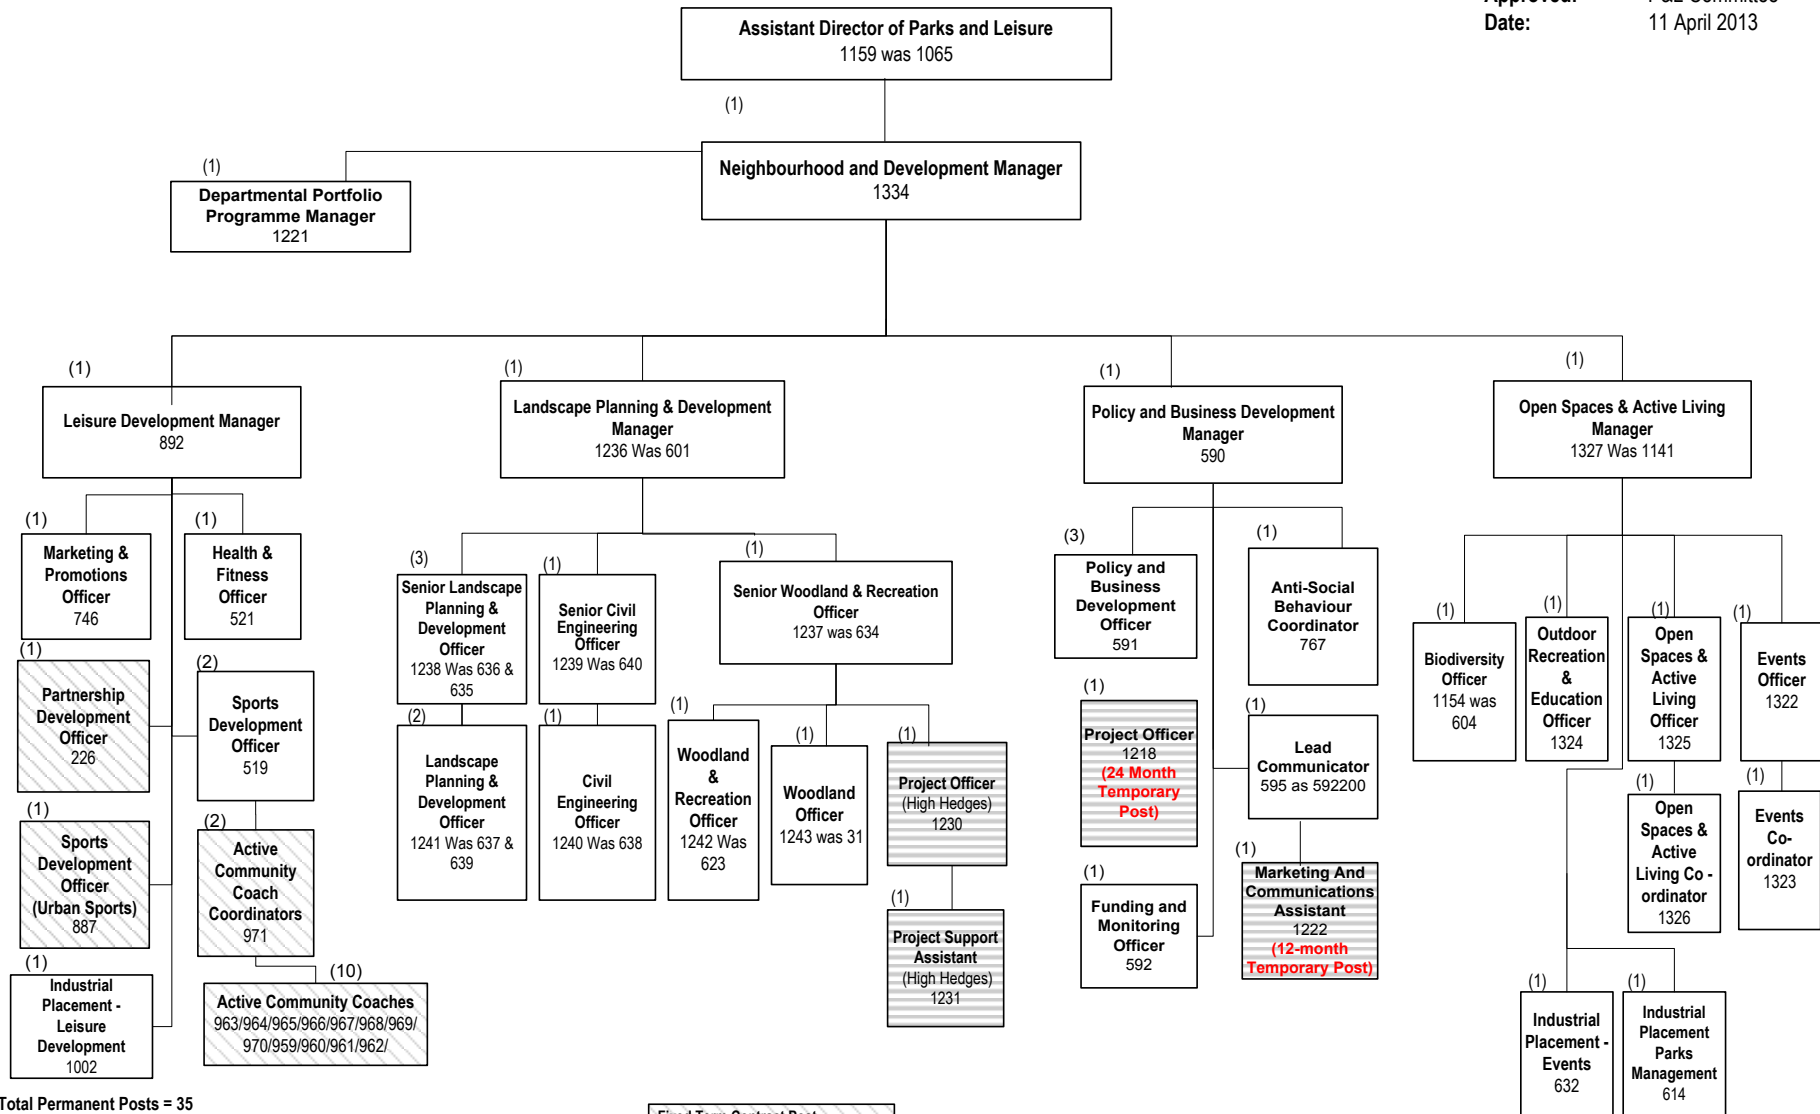 Date:
11 April 2013
Assistant Director of Parks and Leisure
1159 was 1065
(1)
Neighbourhood and Development Manager
1334
(1)
Departmental Portfolio
Programme Manager
1221
(1)
Leisure Development Manager
892
(1)
Landscape Planning & Development
Manager
1236 Was 601
(1)
Policy and Business Development
Manager
590
(1)
Open Spaces & Active Living
Manager
1327 Was 1141
(1)
Marketing &
Promotions
Officer
746
(1)
Health &
Fitness
Officer
521
(1)
Partnership
Development
Officer
226
(2)
Sports
Development
Officer
519
(1)
Sports
Development
Officer
(Urban Sports)
887
(2)
Active
Community
Coach
Coordinators
971
(1)
Industrial
Placement -
Leisure
Development
1002
(10)
Active Community Coaches
963/964/965/966/967/968/969/
970/959/960/961/962/
(3)
Senior Landscape
Planning &
Development
Officer
1238 Was 636 &
635
(1)
Senior Civil
Engineering
Officer
1239 Was 640
(1)
Senior Woodland & Recreation
Officer
1237 was 634
(2)
Landscape
Planning &
Development
Officer
1241 Was 637 &
639
(1)
Civil
Engineering
Officer
1240 Was 638
(1)
Woodland
&
Recreation
Officer
1242 Was
623
(1)
Woodland
Officer
1243 was 31
(1)
Project Officer
(High Hedges)
1230
(1)
Project Support
Assistant
(High Hedges)
1231
(3)
Policy and
Business
Development
Officer
591
(1)
Anti-Social
Behaviour
Coordinator
767
(1)
Project Officer
1218
(24 Month
Temporary
Post)
(1)
Lead
Communicator
595 as 592200
(1)
Funding and
Monitoring
Officer
592
(1)
Marketing And
Communications
Assistant
1222
(12-month
Temporary Post)
(1)
Biodiversity
Officer
1154 was
604
(1)
Outdoor
Recreation
&
Education
Officer
1324
(1)
Open
Spaces &
Active
Living
Officer
1325
(1)
Events
Officer
1322
(1)
Open
Spaces &
Active
Living Co -
ordinator
1326
(1)
Events
Co-
ordinator
1323
(1)
Industrial
Placement -
Events
632
(1)
Industrial
Placement
Parks
Management
614
Total Permanent Posts = 35